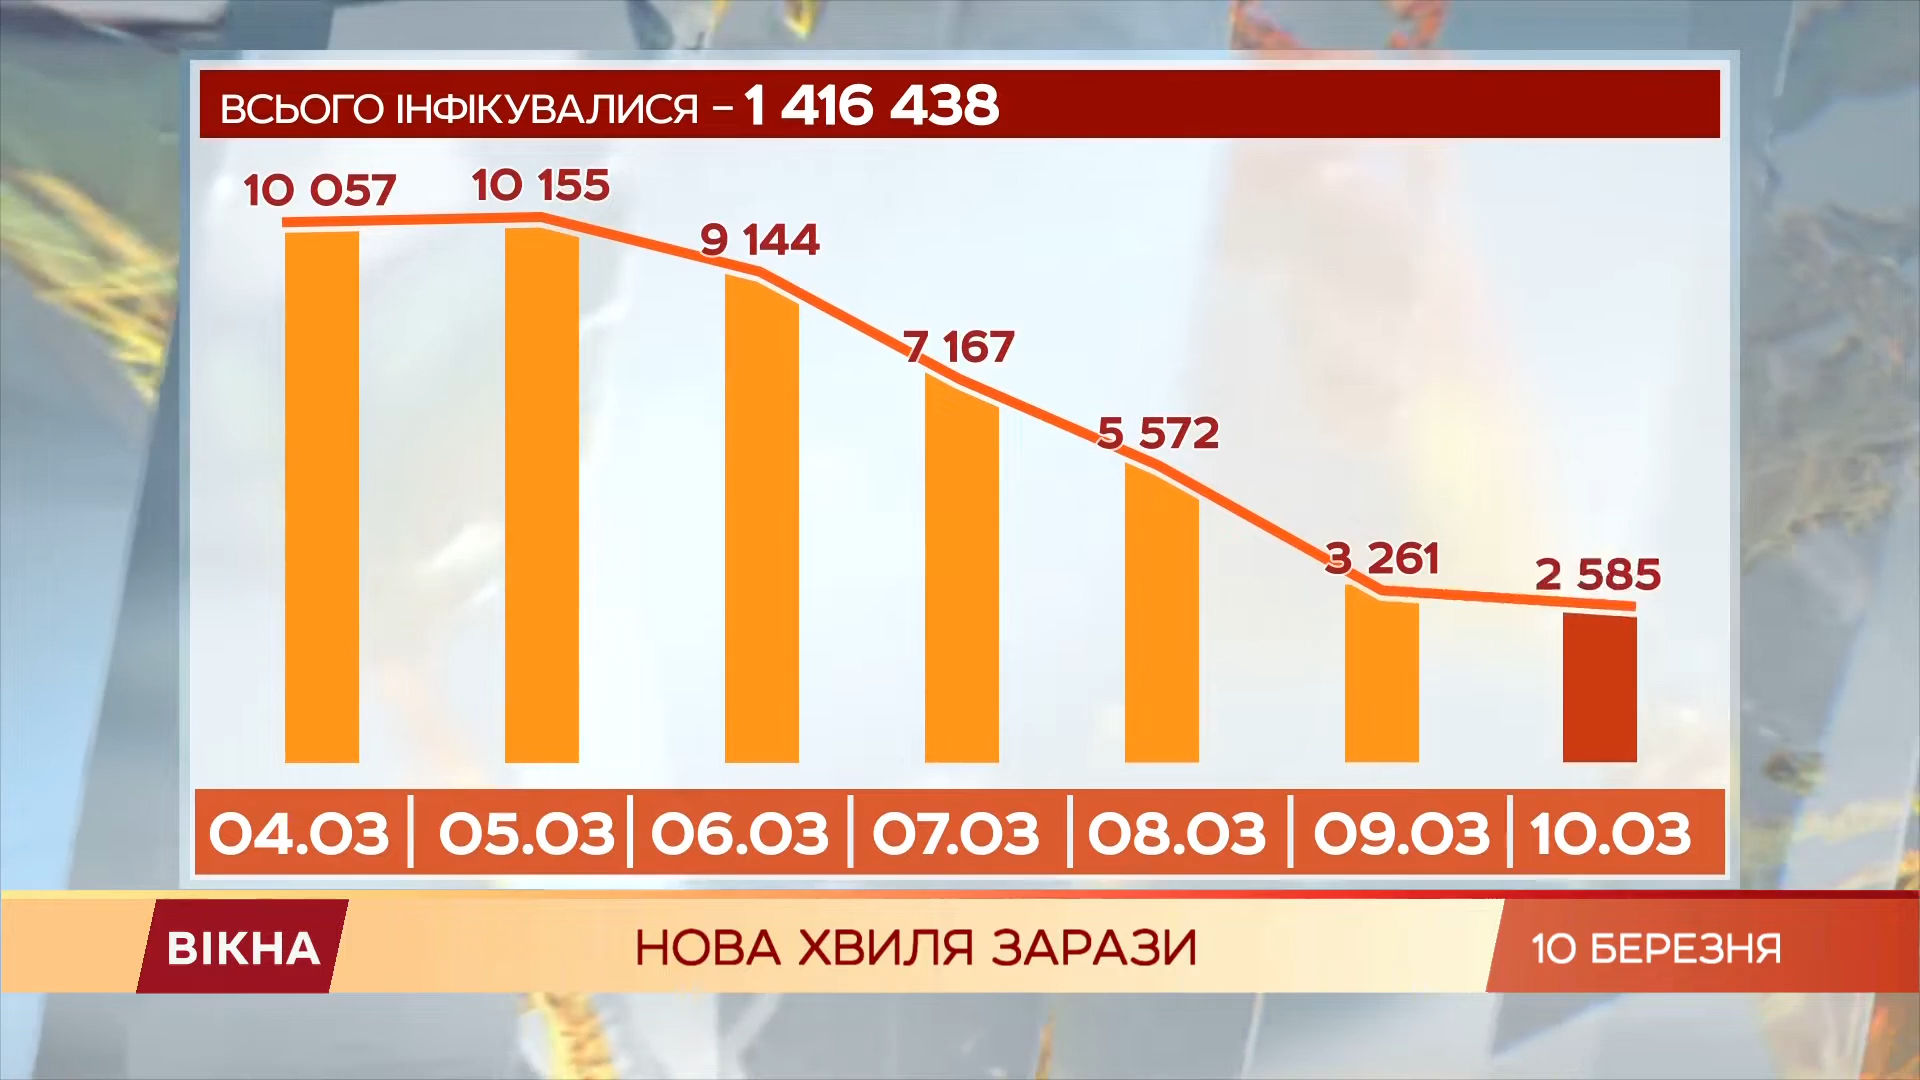 ВСЬОГО ІНФІКУВАЛИСЯ – 1 416 438
10 057
10 155
9 144
7 167
5 572
3 261
2 585
04.03 05.03 06.03 07.03 08.03 09.03 10.03
ВІКНА
НОВА ХВИЛЯ ЗАРАЗИ
10 БЕРЕЗНЯ